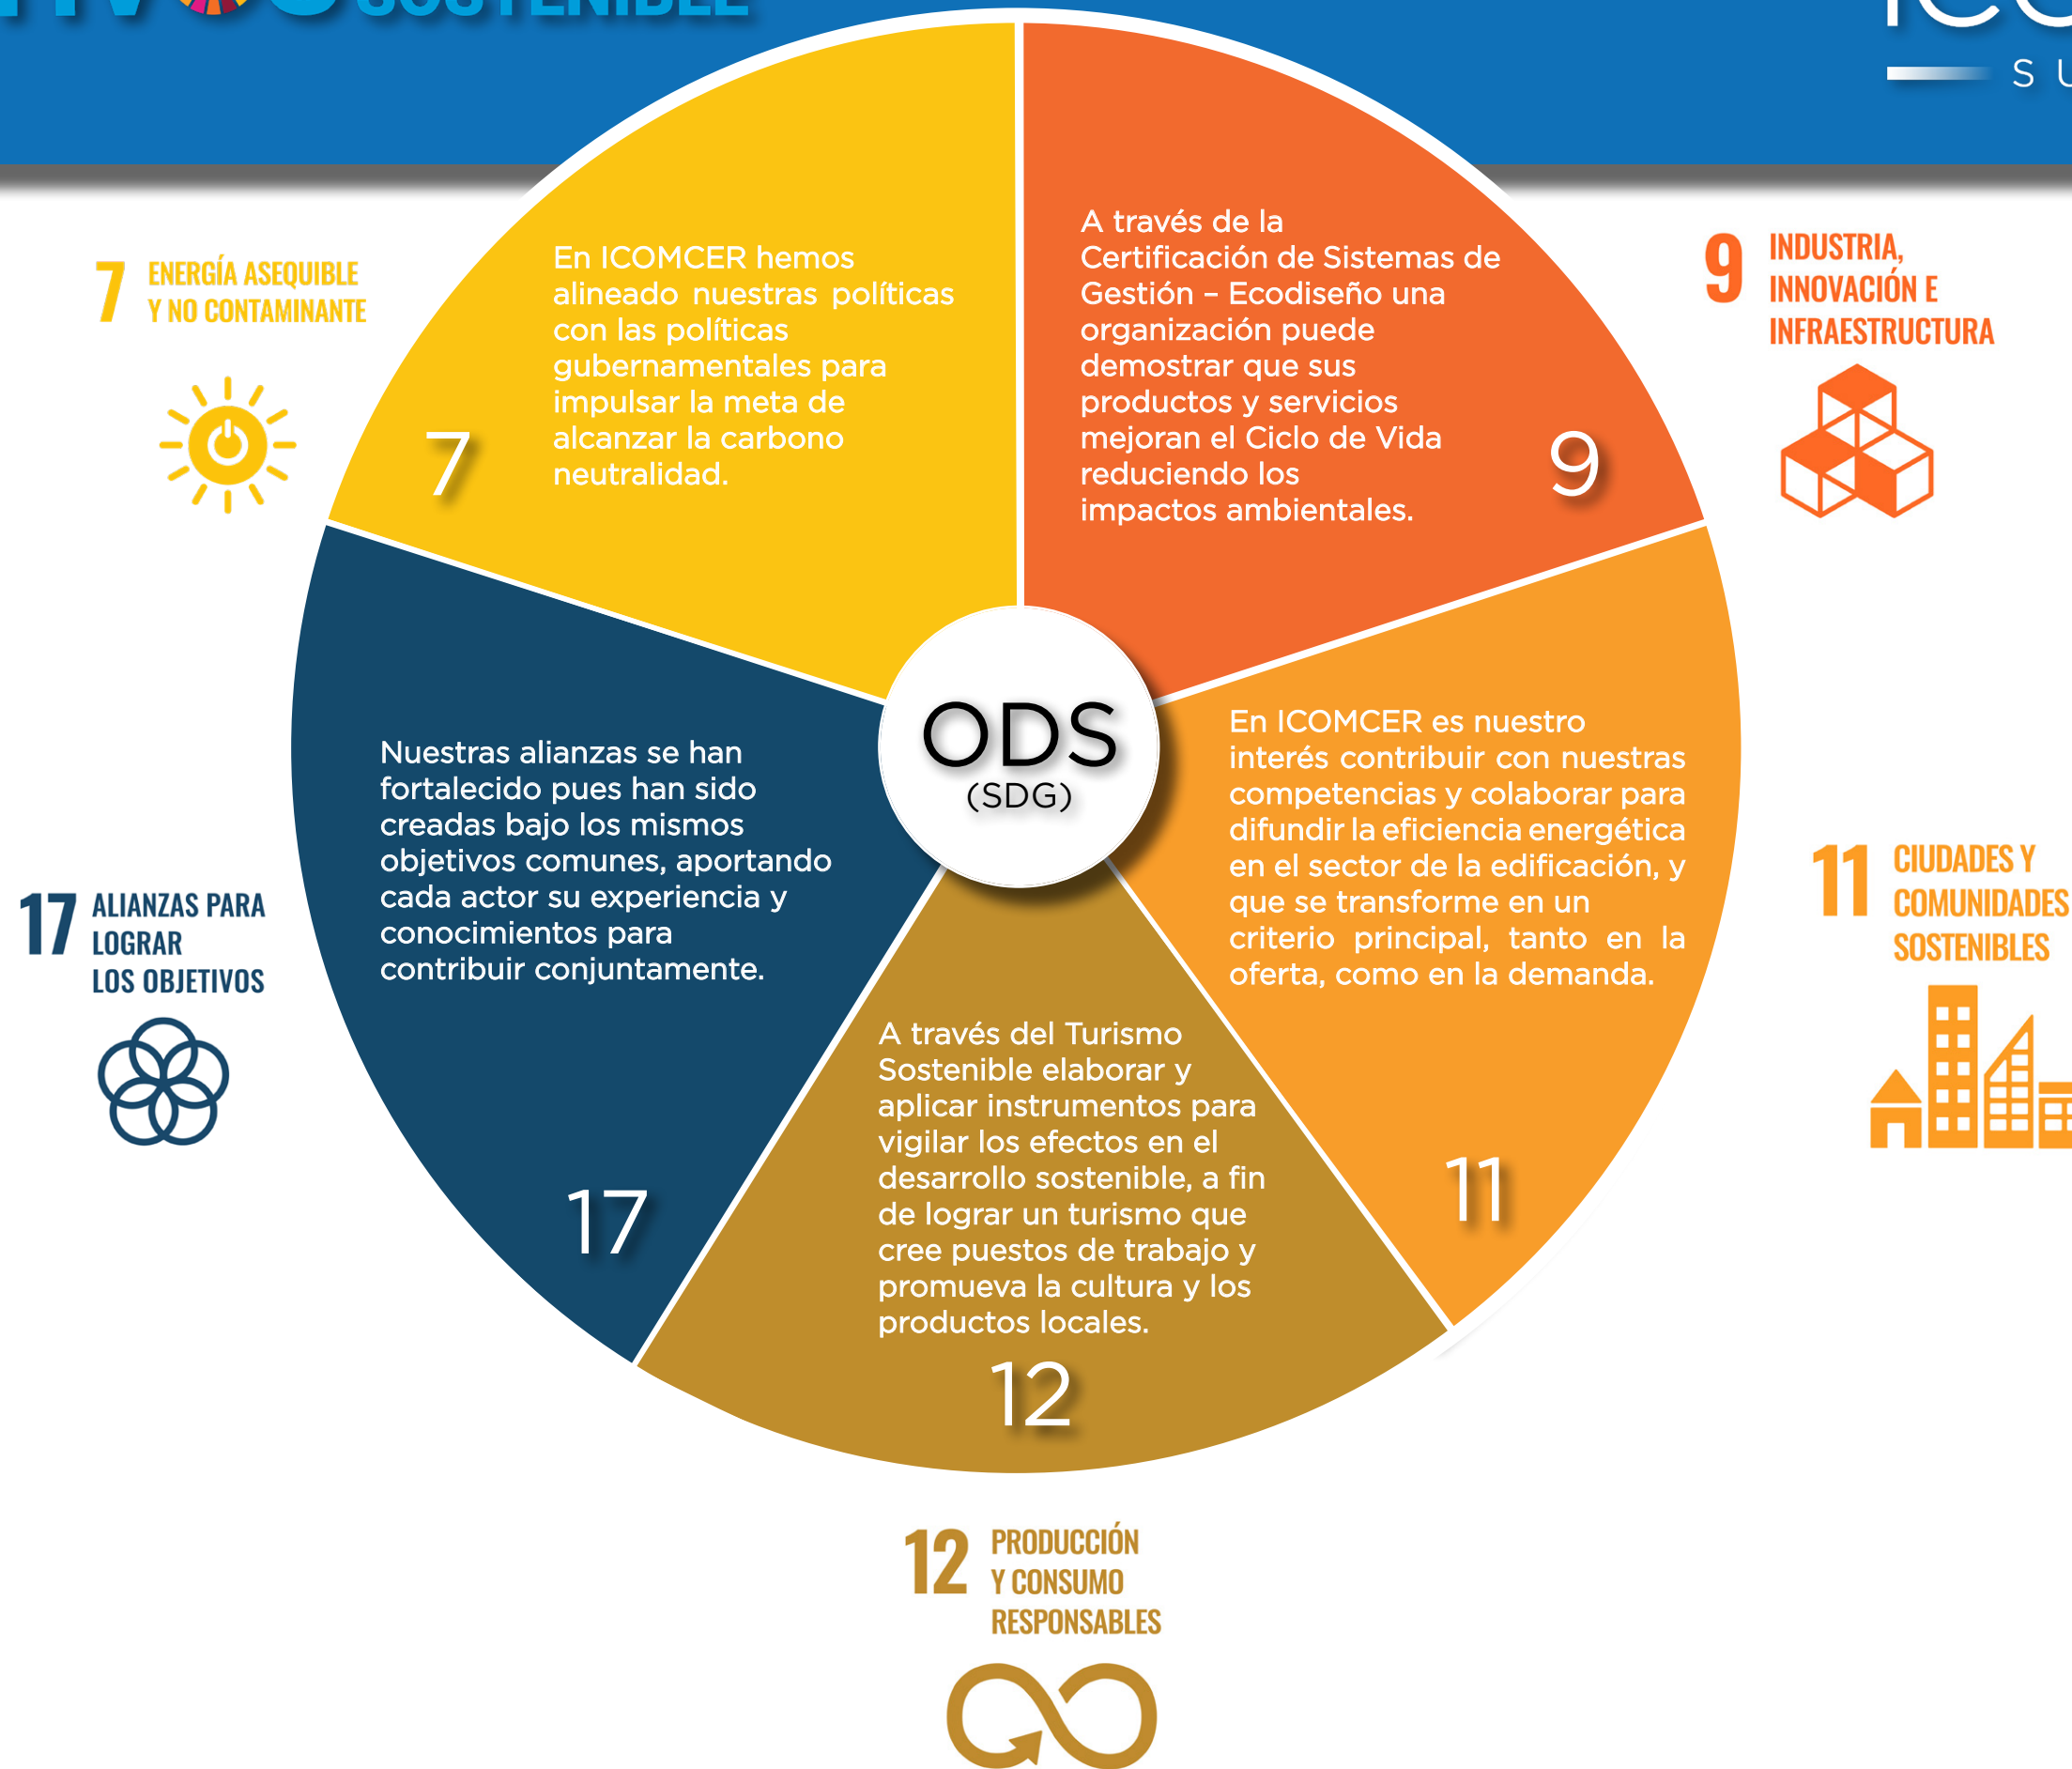 SOSTENIBLE
7
ENERGÍA ASEQUIBLE
Y NO CONTAMINANTE
En ICOMCER hemos
alineado nuestras políticas
con las políticas
gubernamentales para
impulsar la meta de
alcanzar la carbono
neutralidad.
7
A través de la
Certificación de Sistemas de
Gestión – Ecodiseño una
organización puede
demostrar que sus
productos y servicios
mejoran el Ciclo de Vida
reduciendo los
impactos ambientales.
9
9
INDUSTRIA,
INNOVACIÓN E
INFRAESTRUCTURA
ODS
(SDG)
17
ALIANZAS PARA
LOGRAR
LOS OBJETIVOS
Nuestras alianzas se han
fortalecido pues han sido
creadas bajo los mismos
objetivos comunes, aportando
cada actor su experiencia y
conocimientos para
contribuir conjuntamente.
17
En ICOMCER es nuestro
interés contribuir con nuestras
competencias y colaborar para
difundir la eficiencia energética
en el sector de la edificación, y
que se transforme en un
criterio principal, tanto en la
oferta, como en la demanda.
11
11
CIUDADES Y
COMUNIDADES
SOSTENIBLES
A través del Turismo
Sostenible elaborar y
aplicar instrumentos para
vigilar los efectos en el
desarrollo sostenible, a fin
de lograr un turismo que
cree puestos de trabajo y
promueva la cultura y los
productos locales.
12
12
PRODUCCIÓN
Y CONSUMO
RESPONSABLES